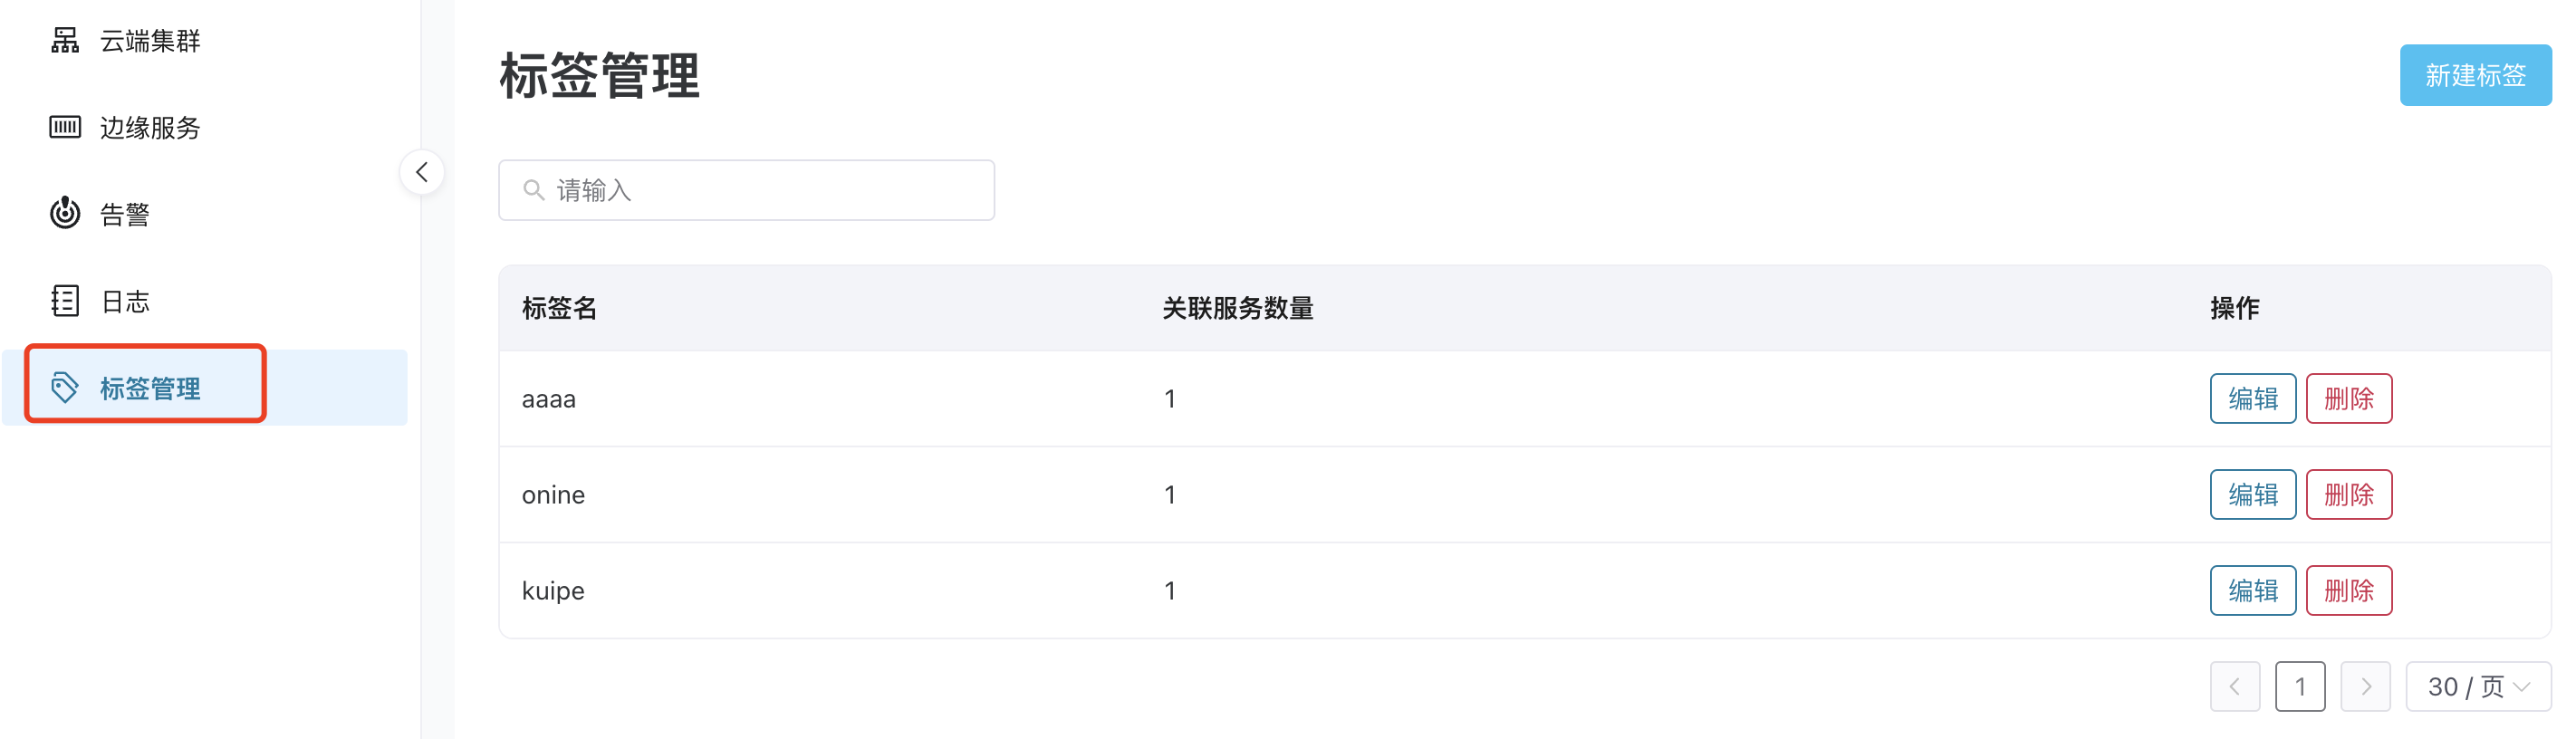 云端集群
边缘服务
告警
日志
标签管理
标签管理
新建标签
请输入
标签名 关联服务数量 操作
aaaa 1 编辑 删除
onine 1 编辑 删除
kuipe 1 编辑 删除
1 30 / 页